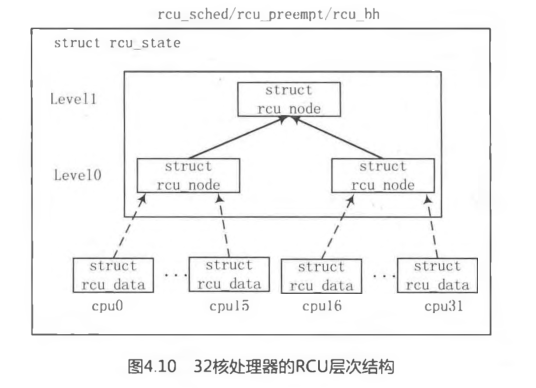 rcu_sched/rcu_preempt/rcu_bh
struct rcu_state
Level1
struct
rcu_node
Level0
struct
rcu_node
struct
rcu_node
struct
rcu_data
...
struct
rcu_data
struct
rcu_data
...
struct
rcu_data
cpu0
cpu15
cpu16
cpu31
图4.10 32核处理器的RCU层次结构